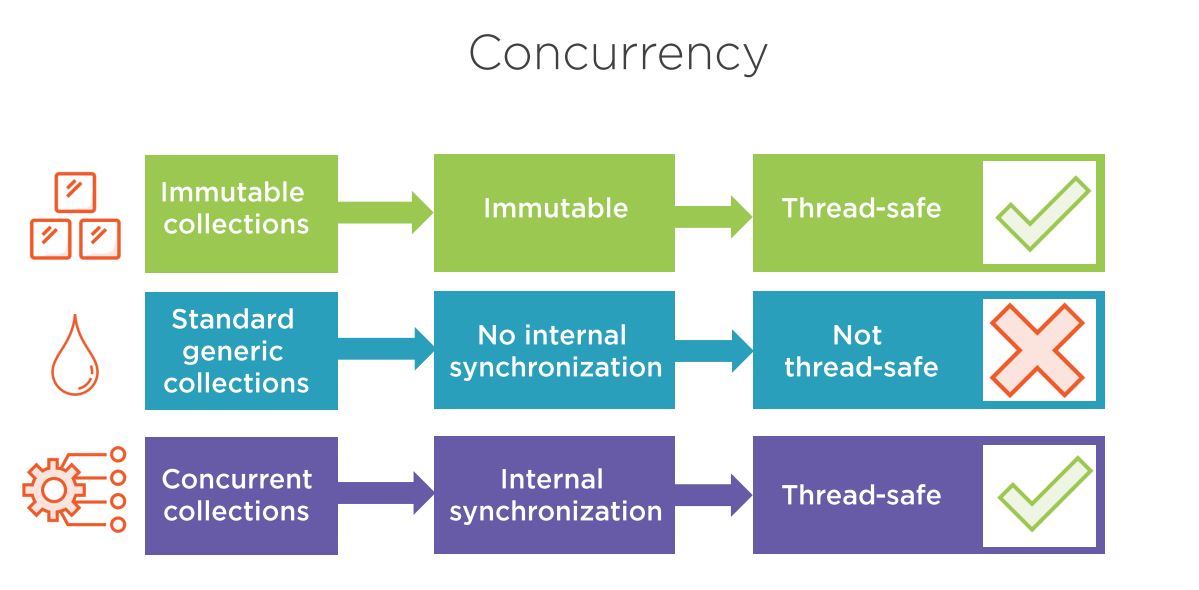 Concurrency
Immutable
collections
Immutable
Thread-safe
Standard
generic
collections
No internal
synchronization
Not
thread-safe
Concurrent
collections
Internal
synchronization
Thread-safe